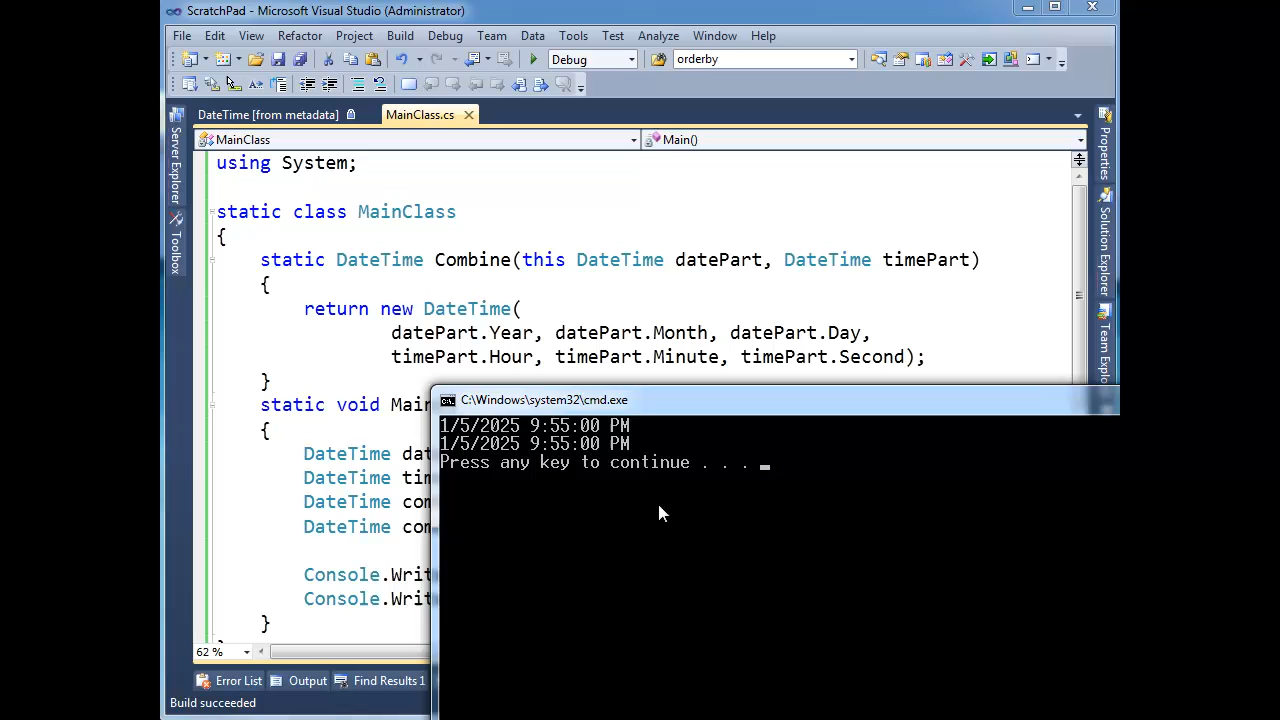 ScratchPad - Microsoft Visual Studio (Administrator)
File Edit View Refactor Project Build Debug Team Data Tools Test Analyze Window Help
Debug orderby
DateTime [from metadata] MainClass.cs
MainClass Main()
Server Explorer
Toolbox
Properties
Solution Explorer
Team Explorer
using System;
static class MainClass
{
static DateTime Combine(this DateTime datePart, DateTime timePart)
{
return new DateTime(
datePart.Year, datePart.Month, datePart.Day,
timePart.Hour, timePart.Minute, timePart.Second);
}
static void Main
{
DateTime dat
DateTime tim
DateTime com
DateTime com
Console.Writ
Console.Writ
}
62 %
Error List Output Find Results 1
Build succeeded
C:\Windows\system32\cmd.exe
1/5/2025 9:55:00 PM
1/5/2025 9:55:00 PM
Press any key to continue . . .